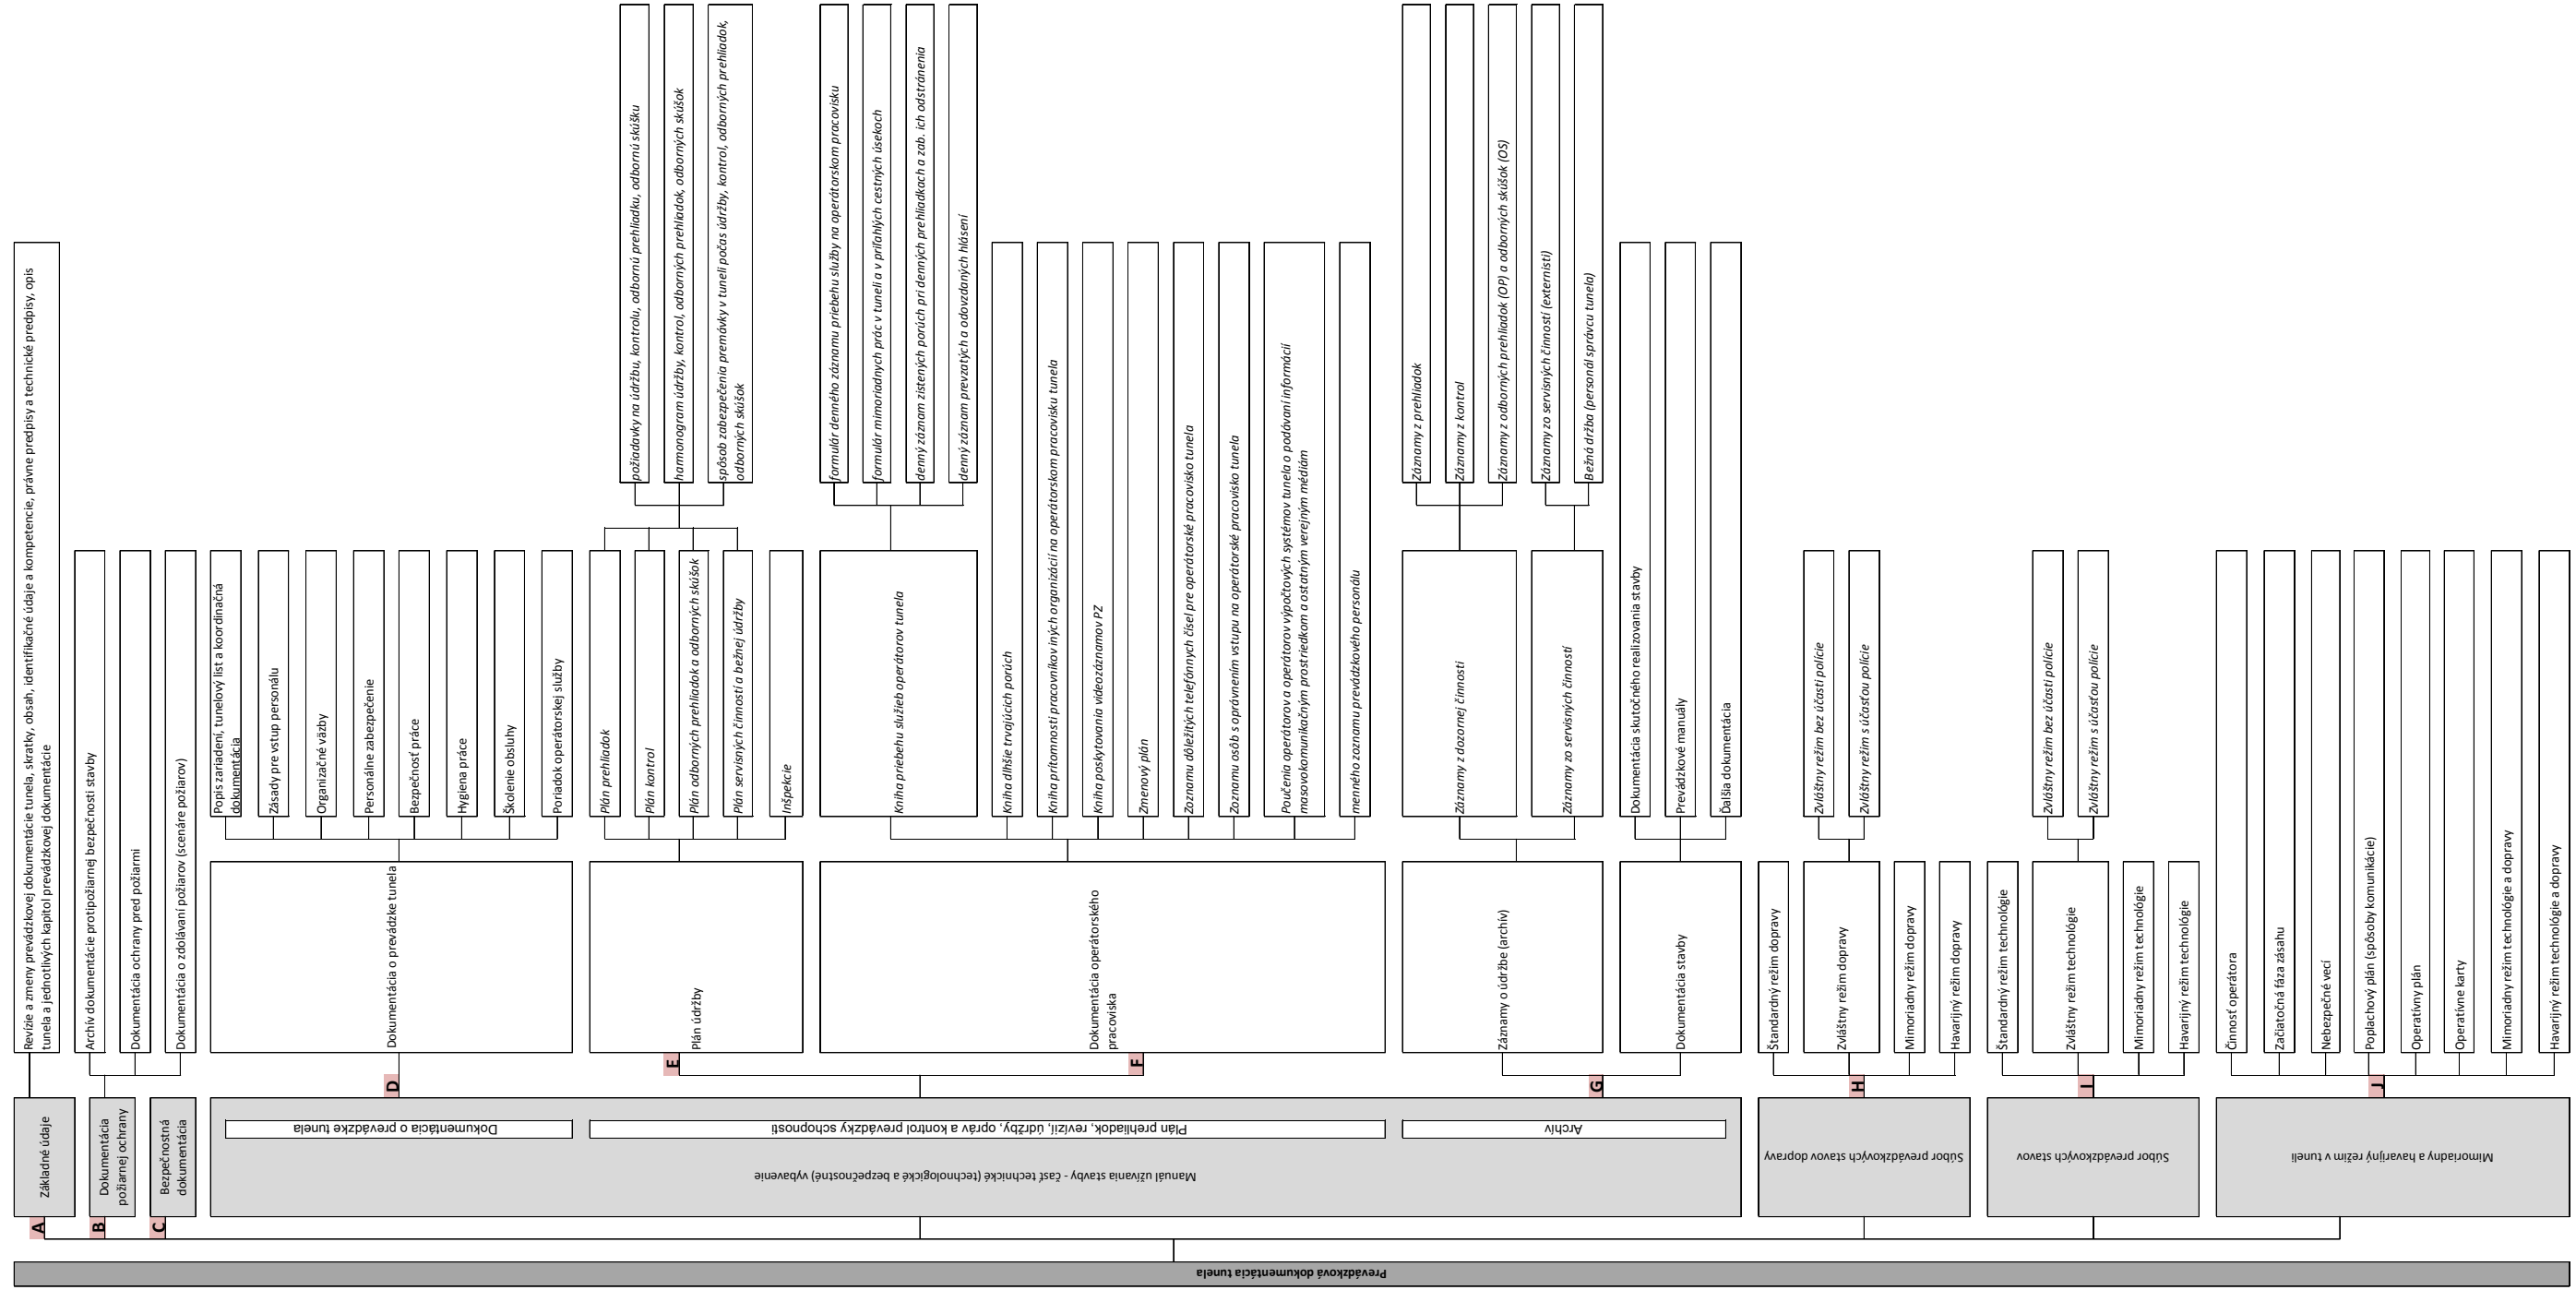 Prevádzková dokumentácia tunela
A
Základné údaje
Revízie a zmeny prevádzkovej dokumentácie tunela, skratky, obsah, identifikačné údaje a kompetencie, právne predpisy a technické predpisy, opis
tunela a jednotlivých kapitol prevádzkovej dokumentácie
B
Dokumentácia
požiarnej ochrany
Archív dokumentácie protipožiarnej bezpečnosti stavby
Dokumentácia ochrany pred požiarmi
Dokumentácia o zdolávaní požiarov (scenáre požiarov)
C
Bezpečnostná
dokumentácia
Manuál užívania stavby - časť technické (technologické a bezpečnostné) vybavenie
Dokumentácia o prevádzke tunela
D
Dokumentácia o prevádzke tunela
Popis zariadení, tunelový list a koordinačná
dokumentácia
Zásady pre vstup personálu
Organizačné väzby
Personálne zabezpečenie
Bezpečnosť práce
Hygiena práce
Školenie obsluhy
Poriadok operátorskej služby
Plán prehliadok, revízií, údržby, opráv a kontrol prevádzky schopnosti
E
Plán údržby
Plán prehliadok
Plán kontrol
Plán odborných prehliadok a odborných skúšok
Plán servisných činností a bežnej údržby
Inšpekcie
požiadavky na údržbu, kontrolu, odbornú prehliadku, odbornú skúšku
harmonogram údržby, kontrol, odborných prehliadok, odborných skúšok
spôsob zabezpečenia premávky v tuneli počas údržby, kontrol, odborných prehliadok,
odborných skúšok
F
Dokumentácia operátorského
pracoviska
Kniha priebehu služieb operátorov tunela
formulár denného záznamu priebehu služby na operátorskom pracovisku
formulár mimoriadnych prác v tuneli a v priľahlých cestných úsekoch
denný záznam zistených porúch pri denných prehliadkach a zab. ich odstránenia
denný záznam prevzatých a odovzdaných hlásení
Kniha dlhšie trvajúcich porúch
Kniha prítomnosti pracovníkov iných organizácií na operátorskom pracovisku tunela
Kniha poskytovania videozáznamov PZ
Zmenový plán
Zoznamu dôležitých telefónnych čísel pre operátorské pracovisko tunela
Zoznamu osôb s oprávnením vstupu na operátorské pracovisko tunela
Poučenia operátorov a operátorov výpočtových systémov tunela o podávaní informácií
masovokomunikačným prostriedkom a ostatným verejným médiám
menného zoznamu prevádzkového personálu
Archív
G
Záznamy o údržbe (archív)
Záznamy z dozornej činnosti
Záznamy z prehliadok
Záznamy z kontrol
Záznamy z odborných prehliadok (OP) a odborných skúšok (OS)
Záznamy zo servisných činností
Záznamy zo servisných činností (externisti)
Bežná držba (personál správcu tunela)
Dokumentácia stavby
Dokumentácia skutočného realizovania stavby
Prevádzkové manuály
Ďalšia dokumentácia
Súbor prevádzkových stavov dopravy
H
Štandardný režim dopravy
Zvláštny režim dopravy
Zvláštny režim bez účasti polície
Zvláštny režim s účasťou polície
Mimoriadny režim dopravy
Havarijný režim dopravy
Súbor prevádzkových stavov
I
Štandardný režim technológie
Zvláštny režim technológie
Zvláštny režim bez účasti polície
Zvláštny režim s účasťou polície
Mimoriadny režim technológie
Havarijný režim technológie
Mimoriadny a havarijný režim v tuneli
J
Činnosť operátora
Začiatočná fáza zásahu
Nebezpečné vecí
Poplachový plán (spôsoby komunikácie)
Operatívny plán
Operatívne karty
Mimoriadny režim technológie a dopravy
Havarijný režim technológie a dopravy